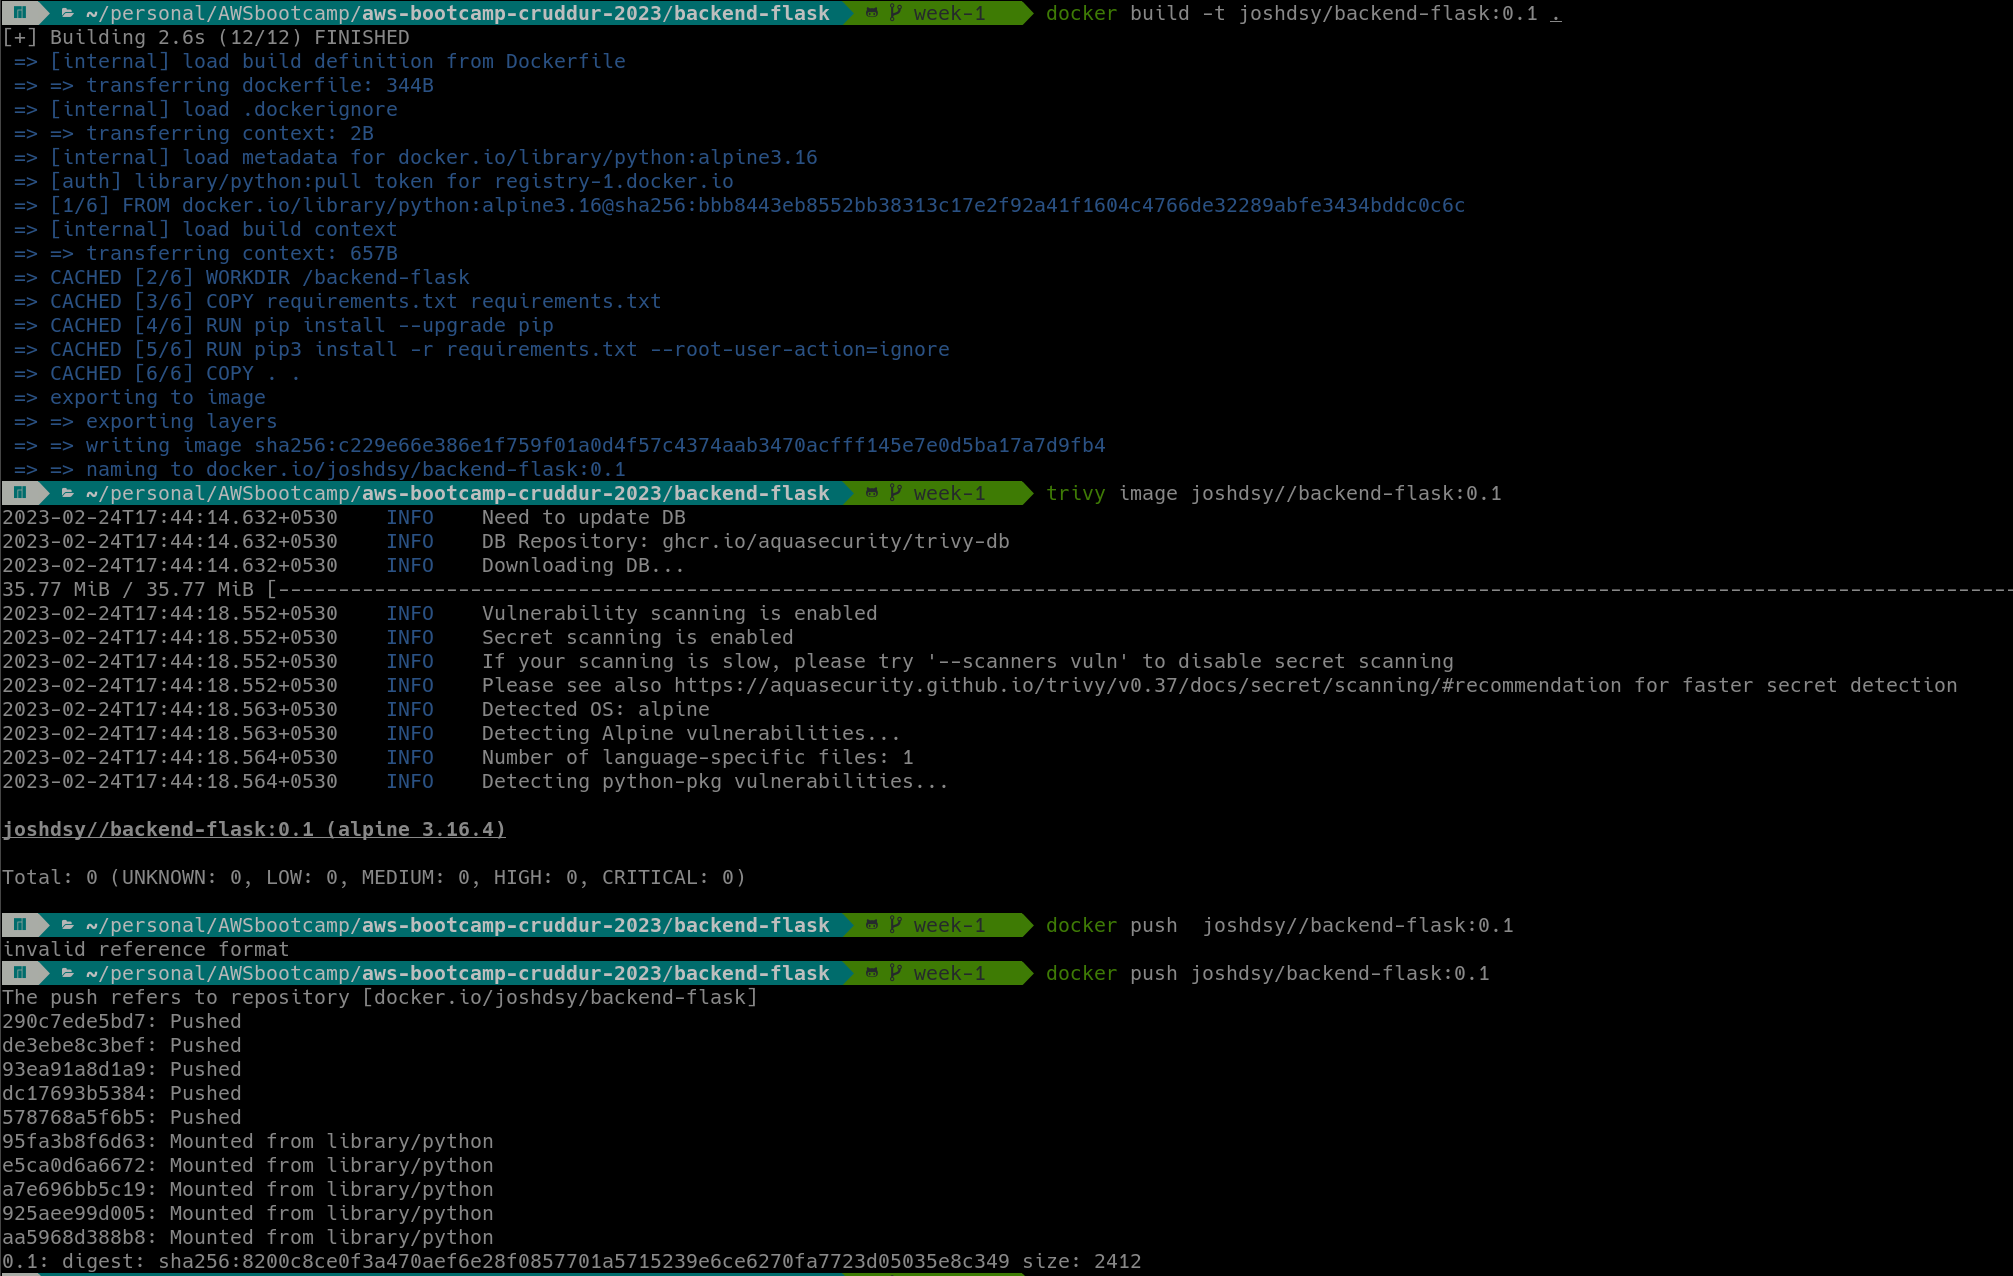 ~/personal/AWSbootcamp/aws-bootcamp-cruddur-2023/backend-flask week-1 docker build -t joshdsy/backend-flask:0.1 .
[+] Building 2.6s (12/12) FINISHED
=> [internal] load build definition from Dockerfile
=> => transferring dockerfile: 344B
=> [internal] load .dockerignore
=> => transferring context: 2B
=> [internal] load metadata for docker.io/library/python:alpine3.16
=> [auth] library/python:pull token for registry-1.docker.io
=> [1/6] FROM docker.io/library/python:alpine3.16@sha256:bbb8443eb8552bb38313c17e2f92a41f1604c4766de32289abfe3434bddc0c6c
=> [internal] load build context
=> => transferring context: 657B
=> CACHED [2/6] WORKDIR /backend-flask
=> CACHED [3/6] COPY requirements.txt requirements.txt
=> CACHED [4/6] RUN pip install --upgrade pip
=> CACHED [5/6] RUN pip3 install -r requirements.txt --root-user-action=ignore
=> CACHED [6/6] COPY . .
=> exporting to image
=> => exporting layers
=> => writing image sha256:c229e66e386e1f759f01a0d4f57c4374aab3470acfff145e7e0d5ba17a7d9fb4
=> => naming to docker.io/joshdsy/backend-flask:0.1
~/personal/AWSbootcamp/aws-bootcamp-cruddur-2023/backend-flask week-1 trivy image joshdsy//backend-flask:0.1
2023-02-24T17:44:14.632+0530 INFO Need to update DB
2023-02-24T17:44:14.632+0530 INFO DB Repository: ghcr.io/aquasecurity/trivy-db
2023-02-24T17:44:14.632+0530 INFO Downloading DB...
35.77 MiB / 35.77 MiB [------------------------------------------------------------------------------------------------------------------------------------------------
2023-02-24T17:44:18.552+0530 INFO Vulnerability scanning is enabled
2023-02-24T17:44:18.552+0530 INFO Secret scanning is enabled
2023-02-24T17:44:18.552+0530 INFO If your scanning is slow, please try '--scanners vuln' to disable secret scanning
2023-02-24T17:44:18.552+0530 INFO Please see also https://aquasecurity.github.io/trivy/v0.37/docs/secret/scanning/#recommendation for faster secret detection
2023-02-24T17:44:18.563+0530 INFO Detected OS: alpine
2023-02-24T17:44:18.563+0530 INFO Detecting Alpine vulnerabilities...
2023-02-24T17:44:18.564+0530 INFO Number of language-specific files: 1
2023-02-24T17:44:18.564+0530 INFO Detecting python-pkg vulnerabilities...
joshdsy//backend-flask:0.1 (alpine 3.16.4)
Total: 0 (UNKNOWN: 0, LOW: 0, MEDIUM: 0, HIGH: 0, CRITICAL: 0)
~/personal/AWSbootcamp/aws-bootcamp-cruddur-2023/backend-flask week-1 docker push  joshdsy//backend-flask:0.1
invalid reference format
~/personal/AWSbootcamp/aws-bootcamp-cruddur-2023/backend-flask week-1 docker push joshdsy/backend-flask:0.1
The push refers to repository [docker.io/joshdsy/backend-flask]
290c7ede5bd7: Pushed
de3ebe8c3bef: Pushed
93ea91a8d1a9: Pushed
dc17693b5384: Pushed
578768a5f6b5: Pushed
95fa3b8f6d63: Mounted from library/python
e5ca0d6a6672: Mounted from library/python
a7e696bb5c19: Mounted from library/python
925aee99d005: Mounted from library/python
aa5968d388b8: Mounted from library/python
0.1: digest: sha256:8200c8ce0f3a470aef6e28f0857701a5715239e6ce6270fa7723d05035e8c349 size: 2412